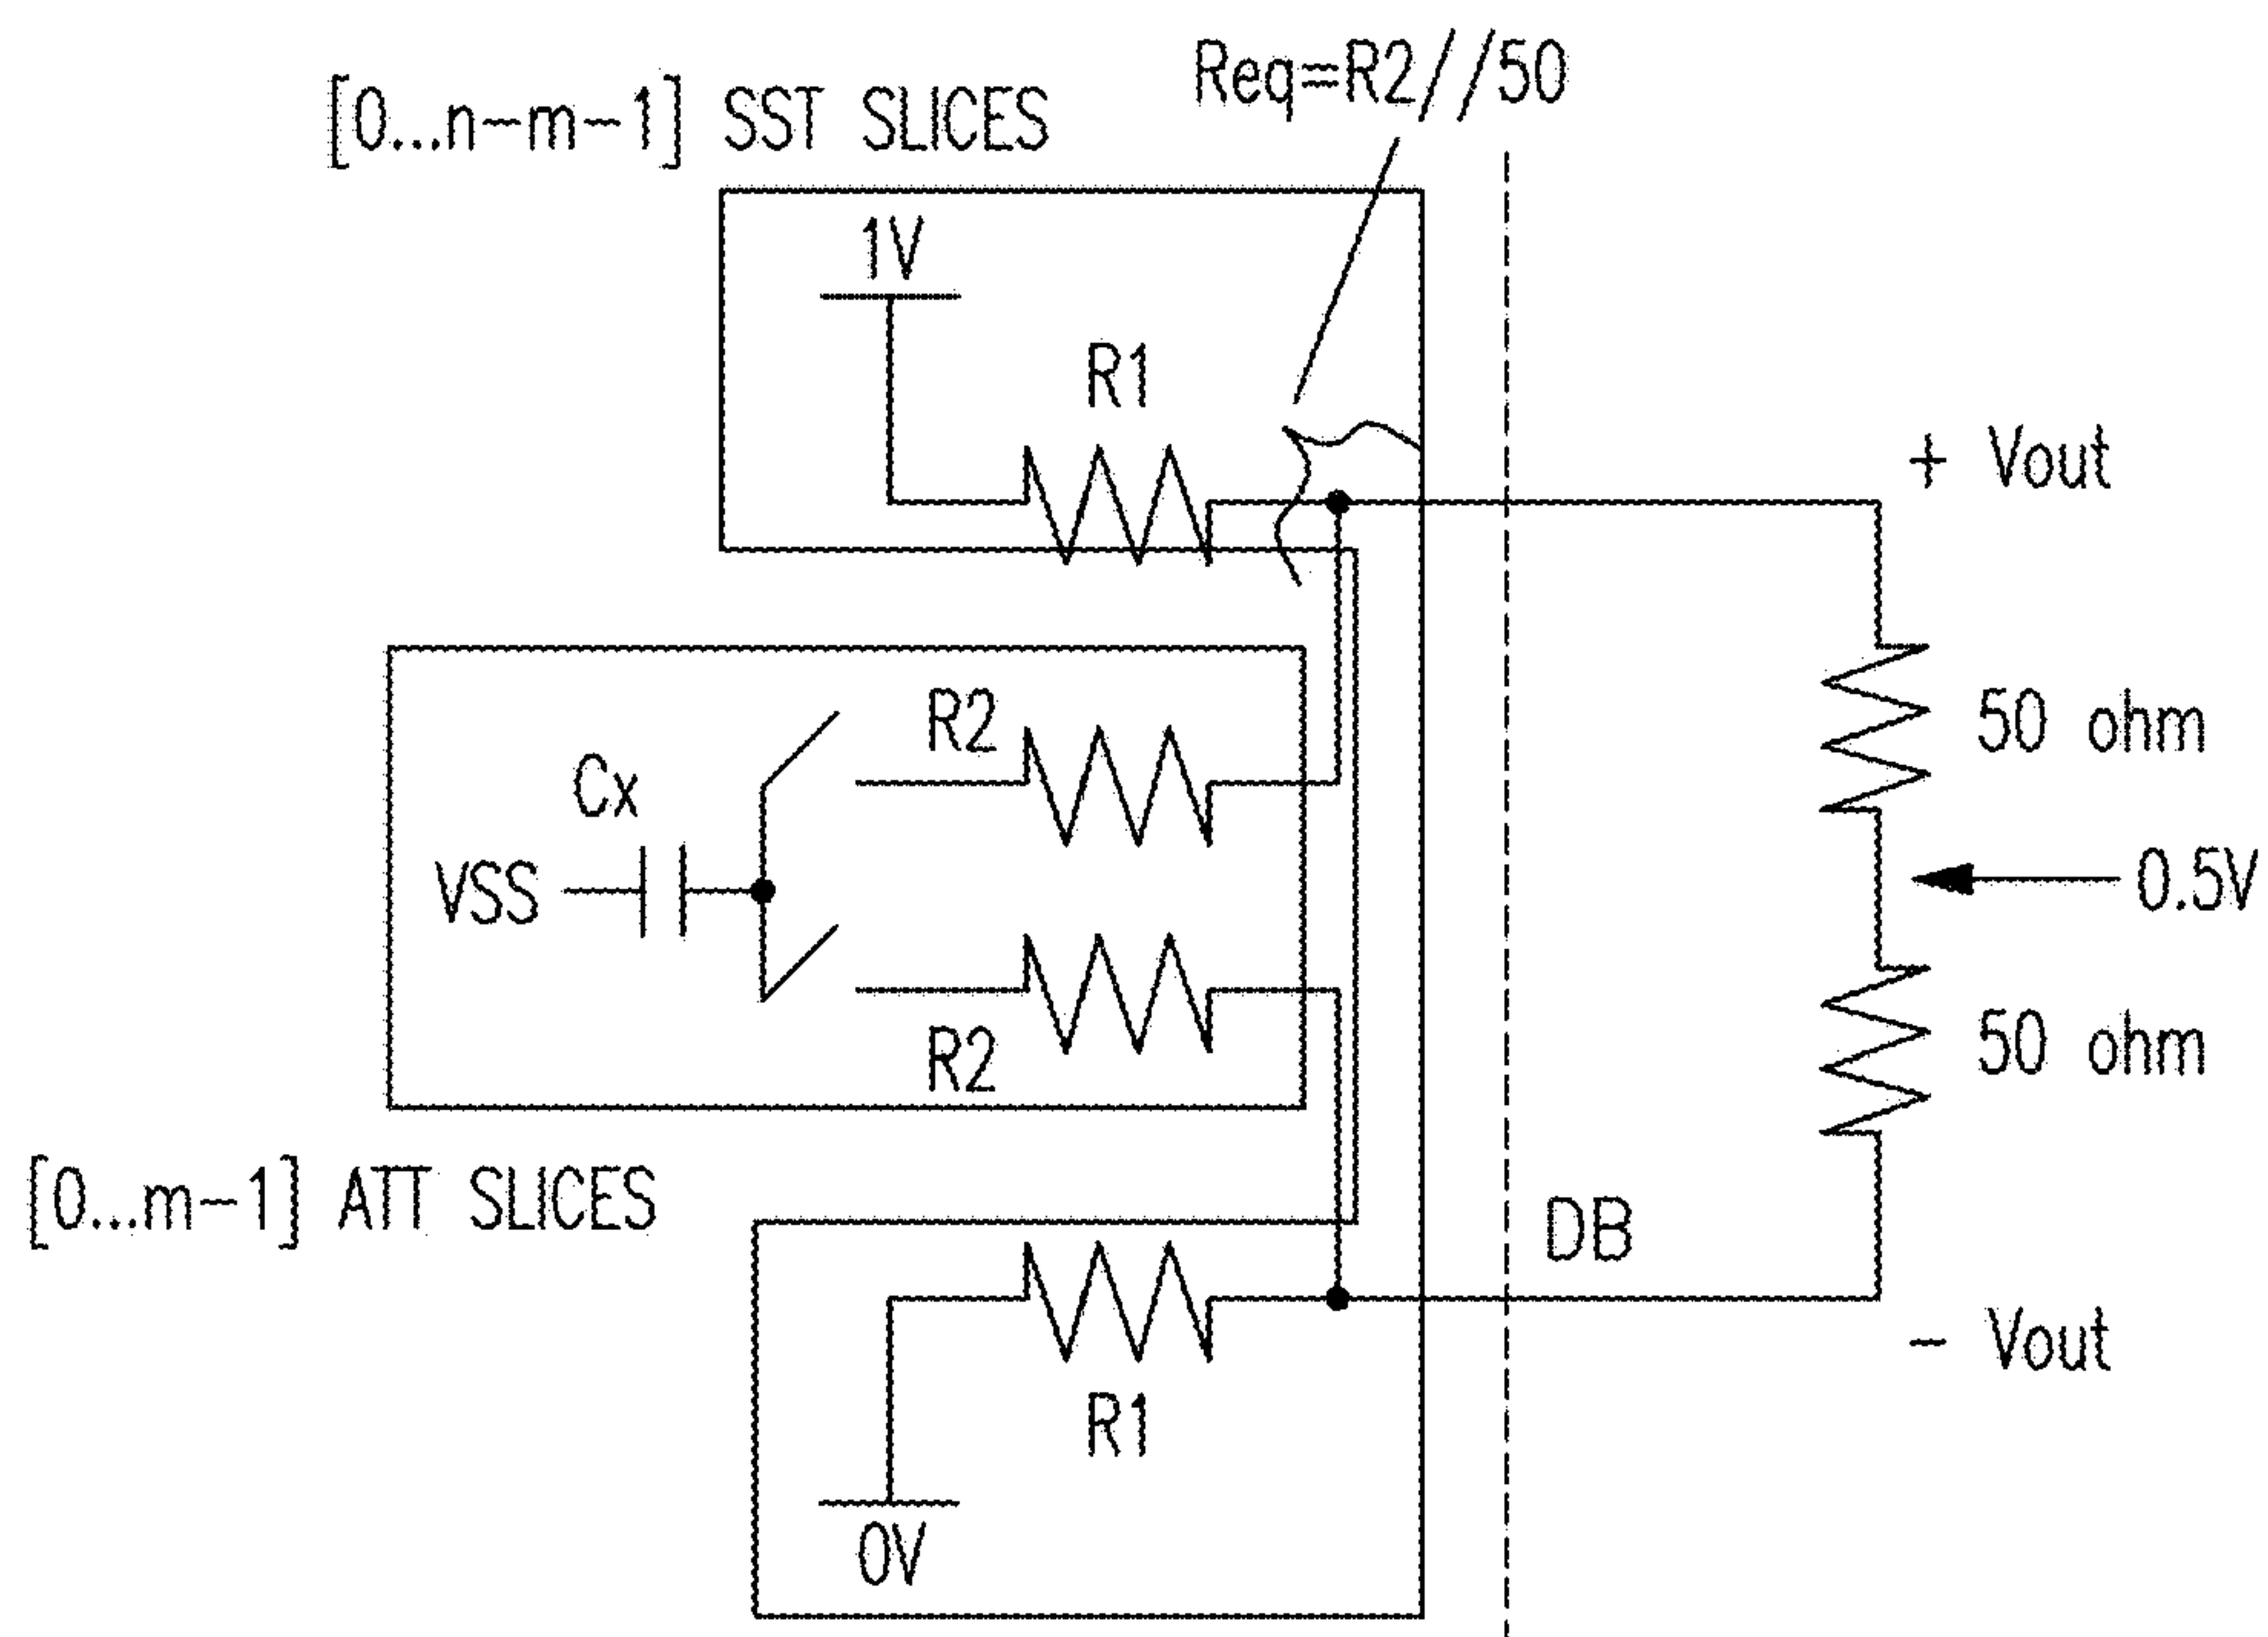 Req=R2//50
[0...n-m-1] SST SLICES
1V
R1
+ Vout
R2
50 ohm
Cx
VSS
0.5V
R2
50 ohm
[0...m-1] ATT SLICES
DB
R1
- Vout
0V